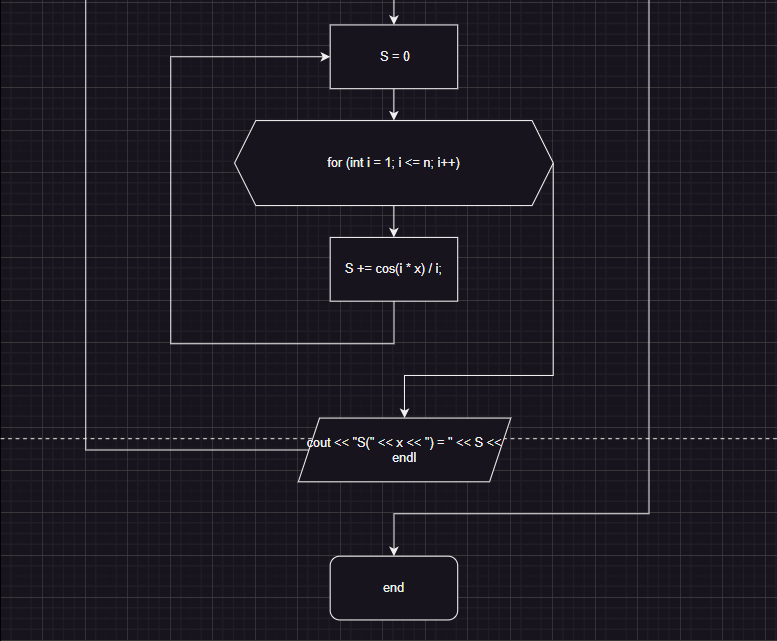 S = 0
for (int i = 1; i <= n; i++)
S += cos(i * x) / i;
cout << "S(" << x << ") = " << S <<
endl
end